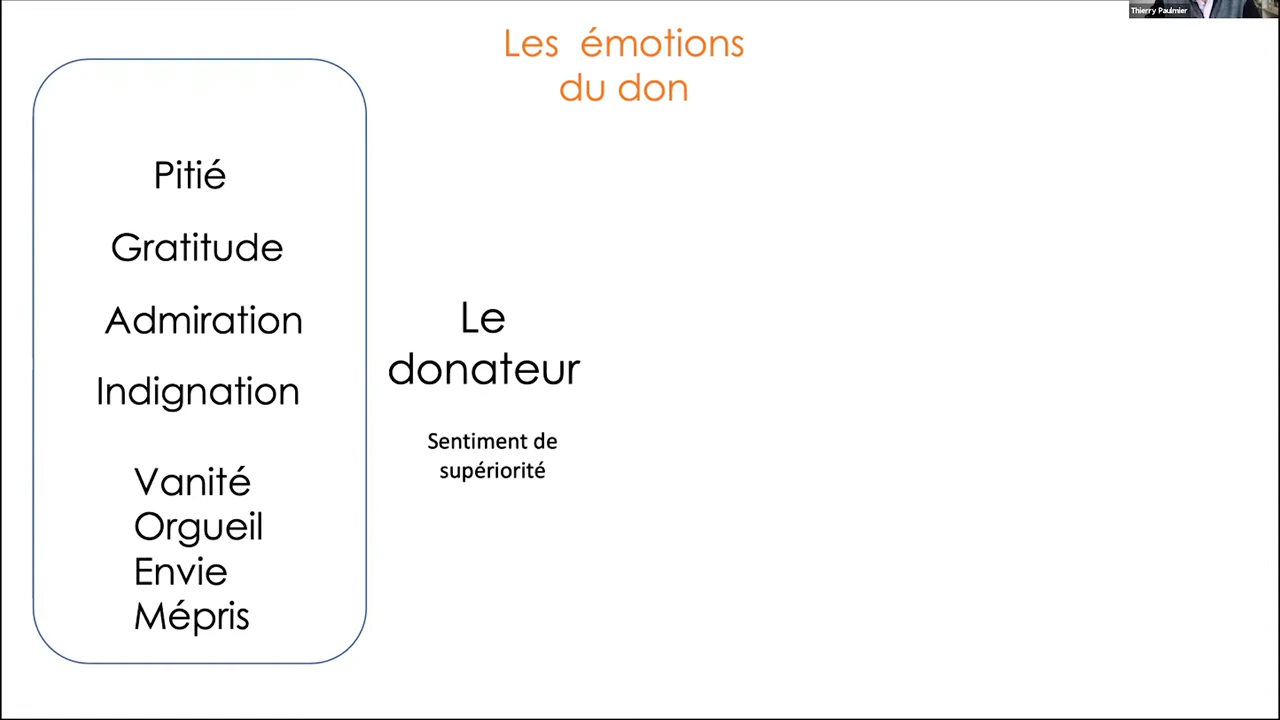 Thierry Paulmier
Les émotions
du don
Pitié
Gratitude
Admiration
Indignation
Vanité
Orgueil
Envie
Mépris
Le
donateur
Sentiment de
supériorité